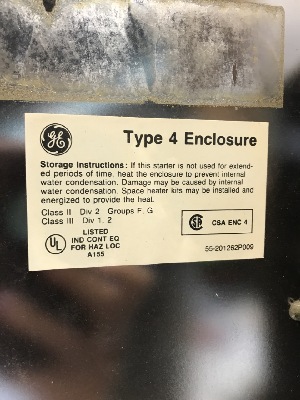 GE
Type 4 Enclosure
Storage Instructions: If this starter is not used for extend-
ed periods of time, heat the enclosure to prevent internal
water condensation. Damage may be caused by internal
water condensation. Space heater kits may be installed and
energized to provide the heat.
Class II Div 2 Groups F, G
Class III Div 1, 2
UL
LISTED
IND CONT EQ
FOR HAZ LOC
A155
SA CSA ENC 4
55-201262P009